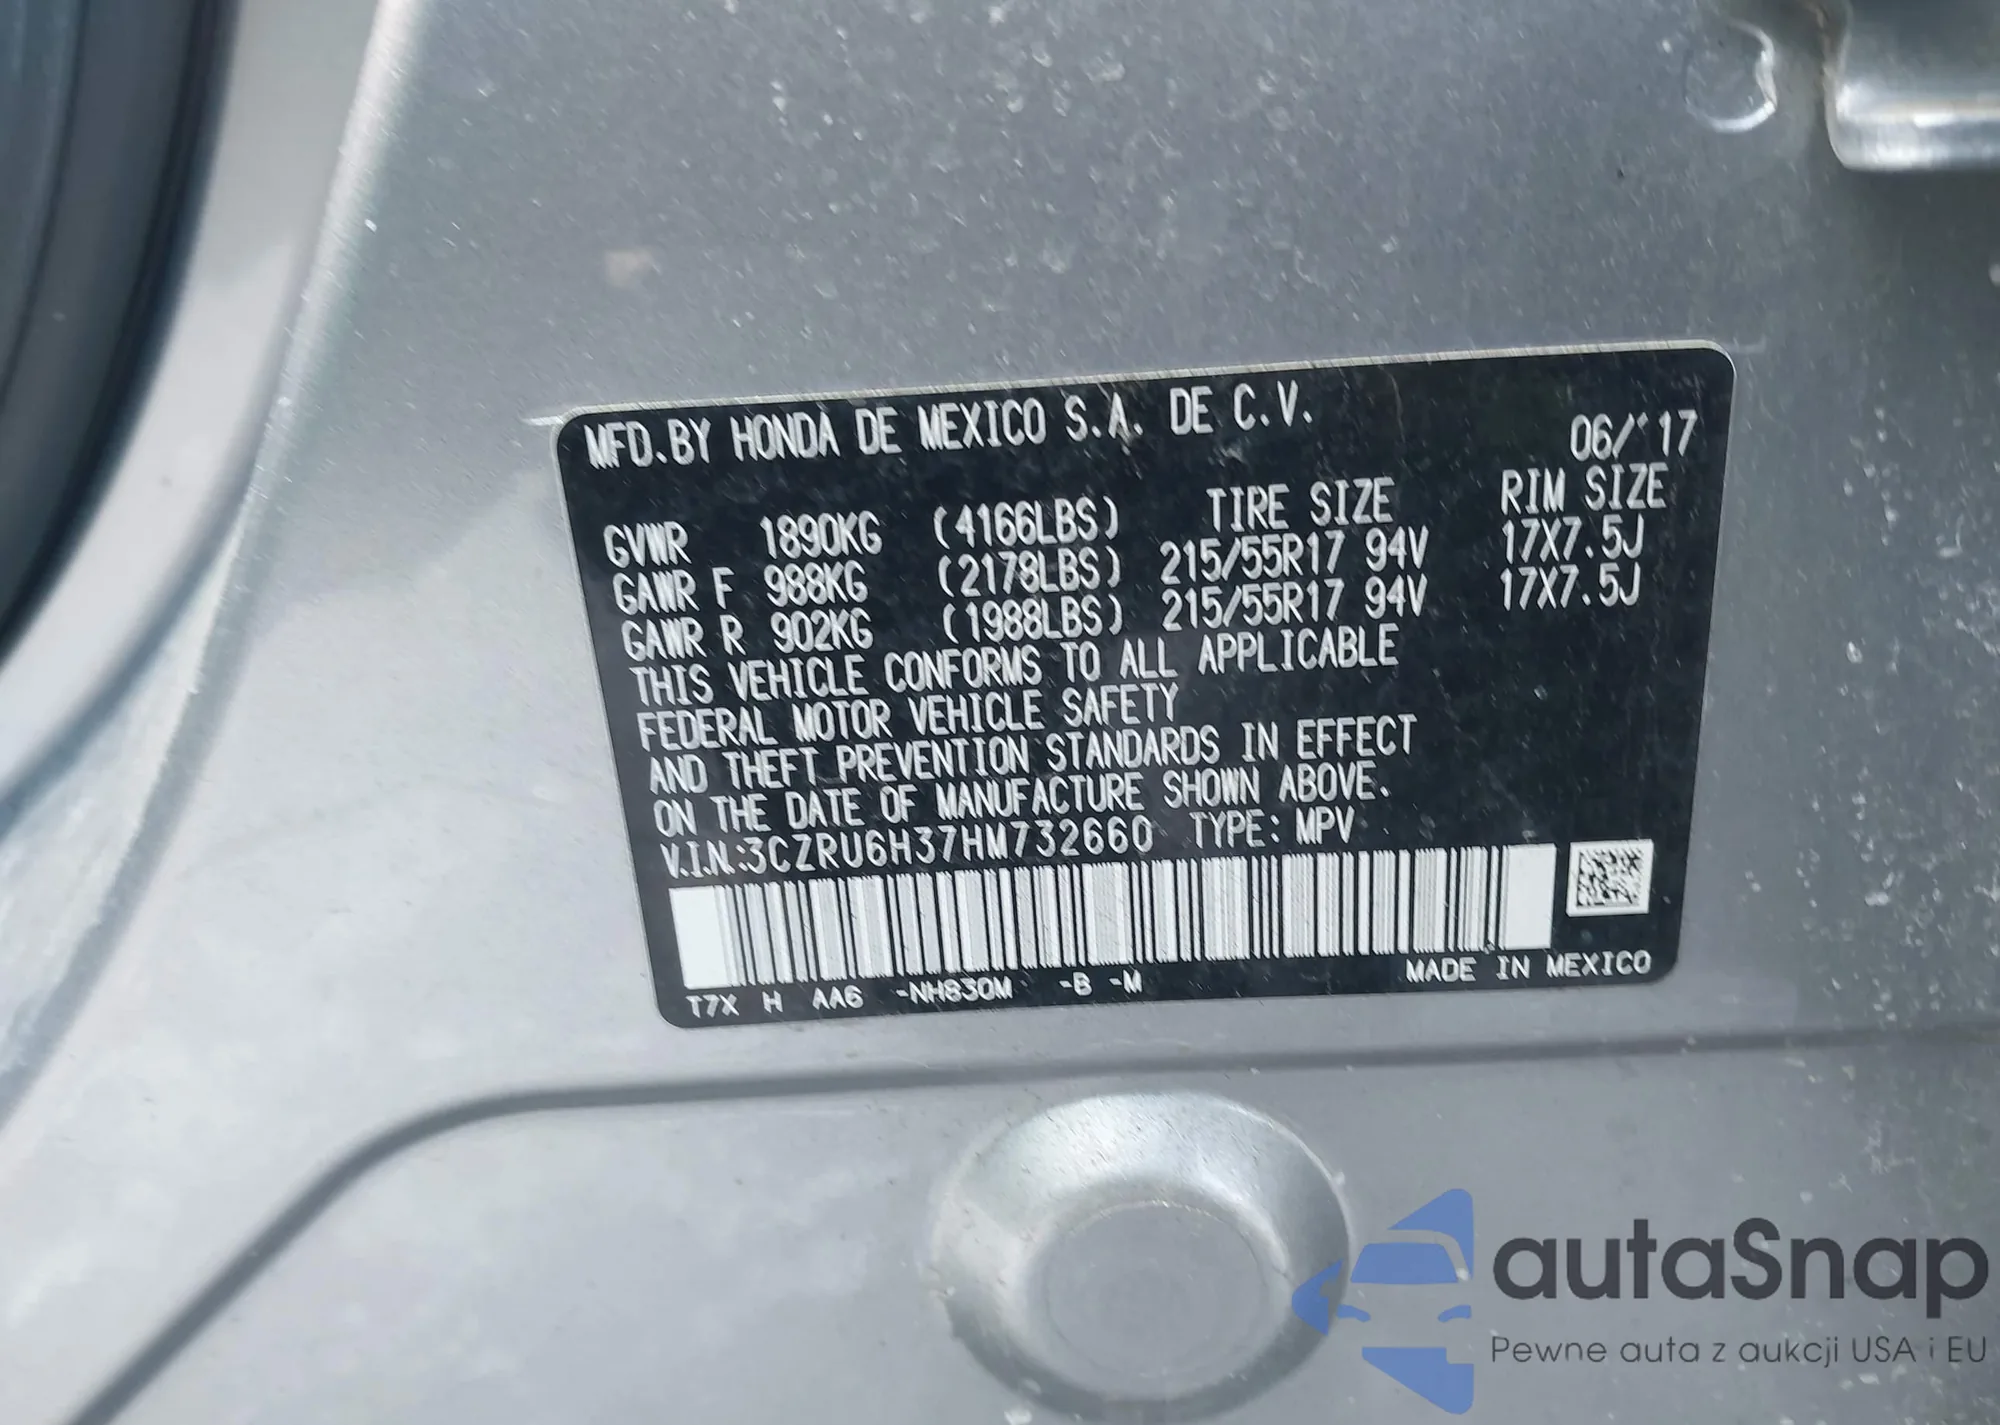 MFD.BY HONDA DE MEXICO S.A. DE C.V.
06/'17
TIRE SIZE RIM SIZE
GVWR 1890KG (4166LBS)
GAWR F 988KG (2178LBS) 215/55R17 94V 17X7.5J
GAWR R 902KG (1988LBS) 215/55R17 94V 17X7.5J
THIS VEHICLE CONFORMS TO ALL APPLICABLE
FEDERAL MOTOR VEHICLE SAFETY
AND THEFT PREVENTION STANDARDS IN EFFECT
ON THE DATE OF MANUFACTURE SHOWN ABOVE.
V.I.N.:3CZRU6H37HM732660 TYPE: MPV
T7X H AA6 -NH830M -B -M
MADE IN MEXICO
autaSnap
Pewne auta z aukcji USA i EU